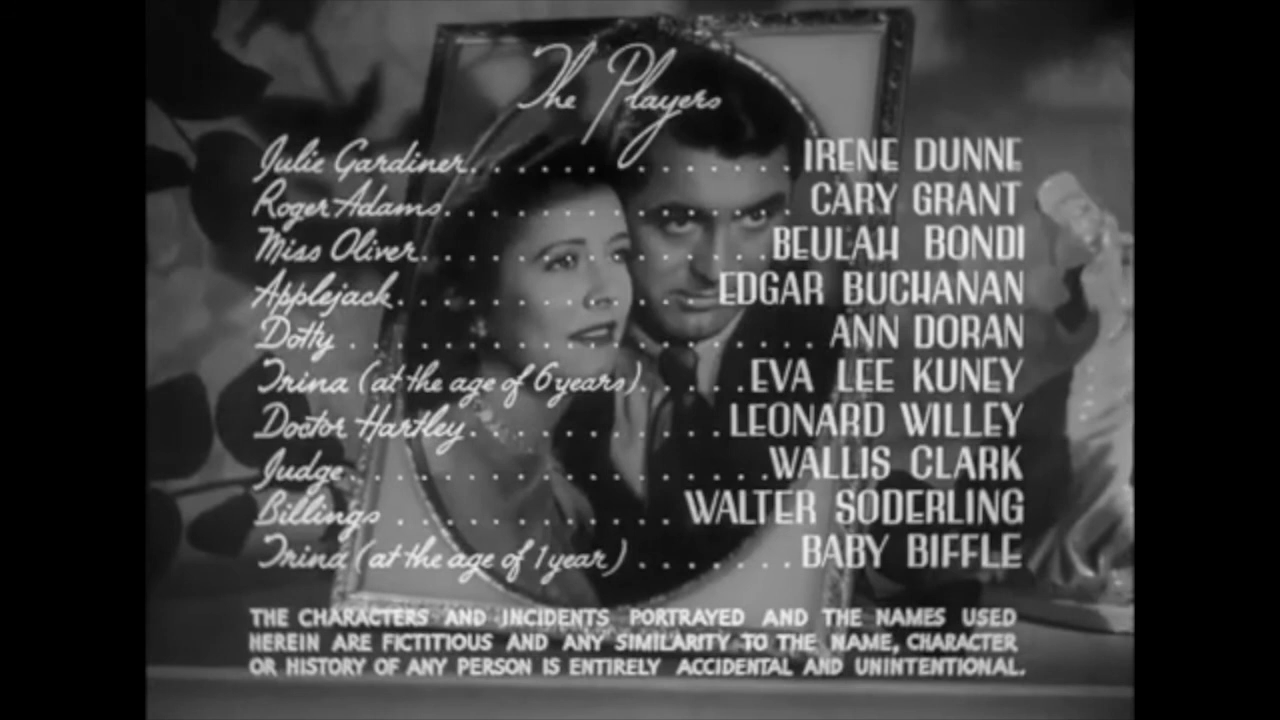 The Players
Julie Gardiner. . . . . . . . . . . . . . IRENE DUNNE
Roger Adams. . . . . . . . . . . . . . . CARY GRANT
Miss Oliver. . . . . . . . . . . . . . . BEULAH BONDI
Applejack. . . . . . . . . . . . . . EDGAR BUCHANAN
Dotty . . . . . . . . . . . . . . . . . . . . ANN DORAN
Trina (at the age of 6 years). . . . . EVA LEE KUNEY
Doctor Hartley. . . . . . . . . . . LEONARD WILLEY
Judge. . . . . . . . . . . . . . . . . . WALLIS CLARK
Billings . . . . . . . . . . . . WALTER SODERLING
Trina (at the age of 1 year) . . . . . . . BABY BIFFLE
THE CHARACTERS AND INCIDENTS PORTRAYED AND THE NAMES USED
HEREIN ARE FICTITIOUS AND ANY SIMILARITY TO THE NAME, CHARACTER
OR HISTORY OF ANY PERSON IS ENTIRELY ACCIDENTAL AND UNINTENTIONAL.